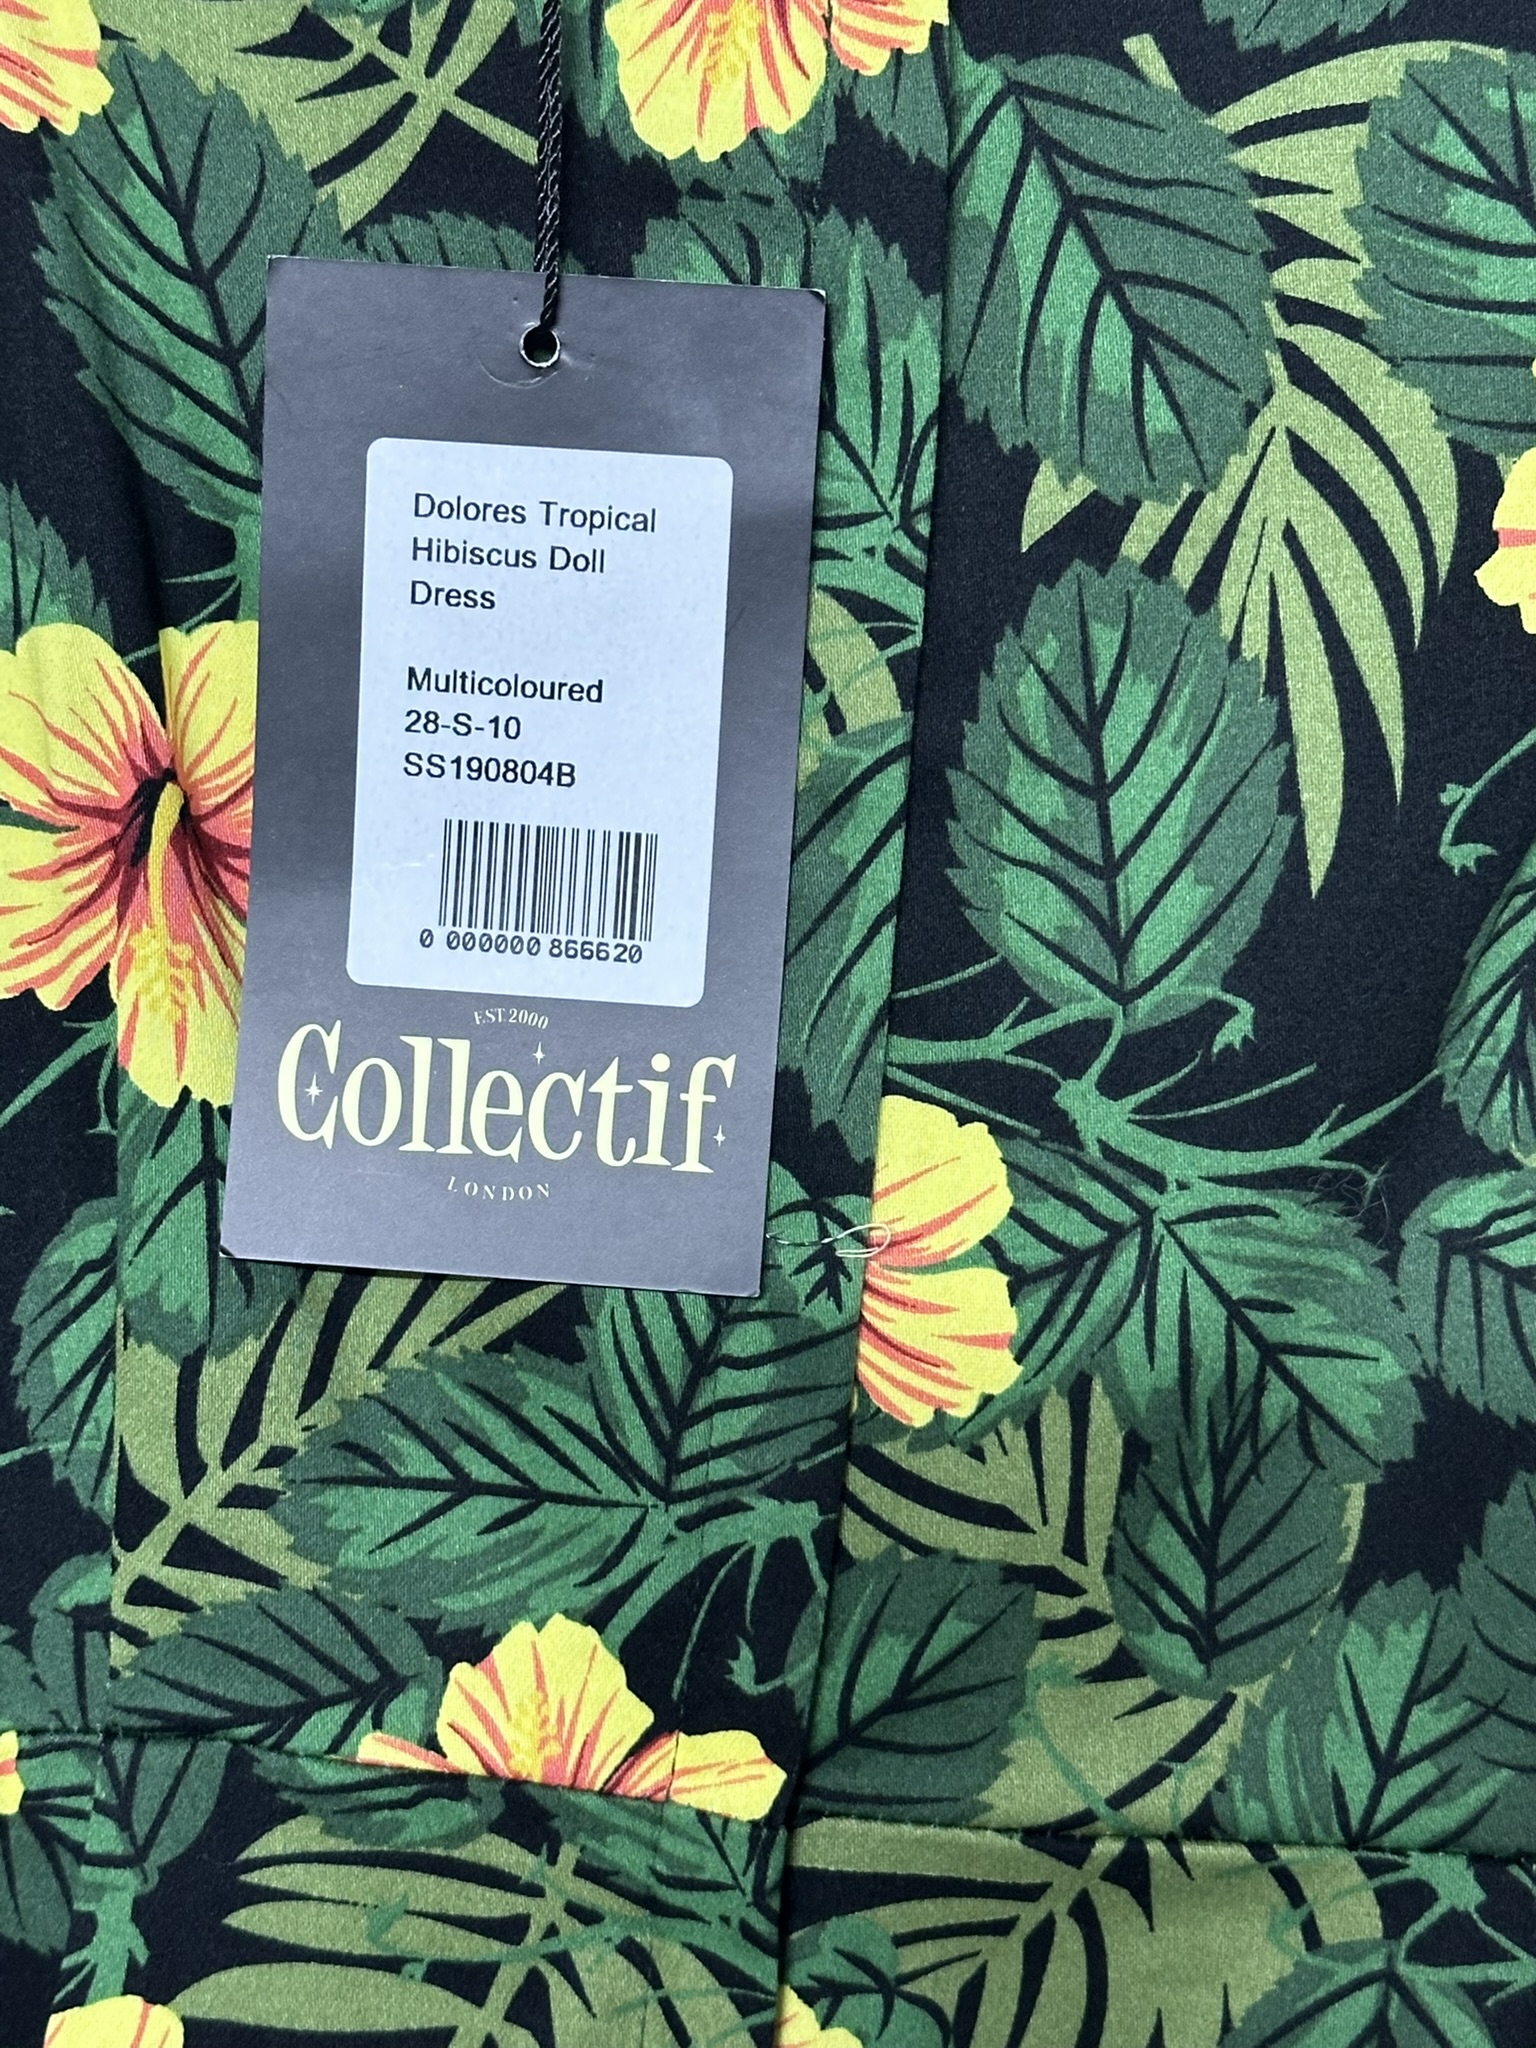 Dolores Tropical
Hibiscus Doll
Dress
Multicoloured
28-S-10
SS190804B
0 000000 866620
EST 2000
Collectif
LONDON